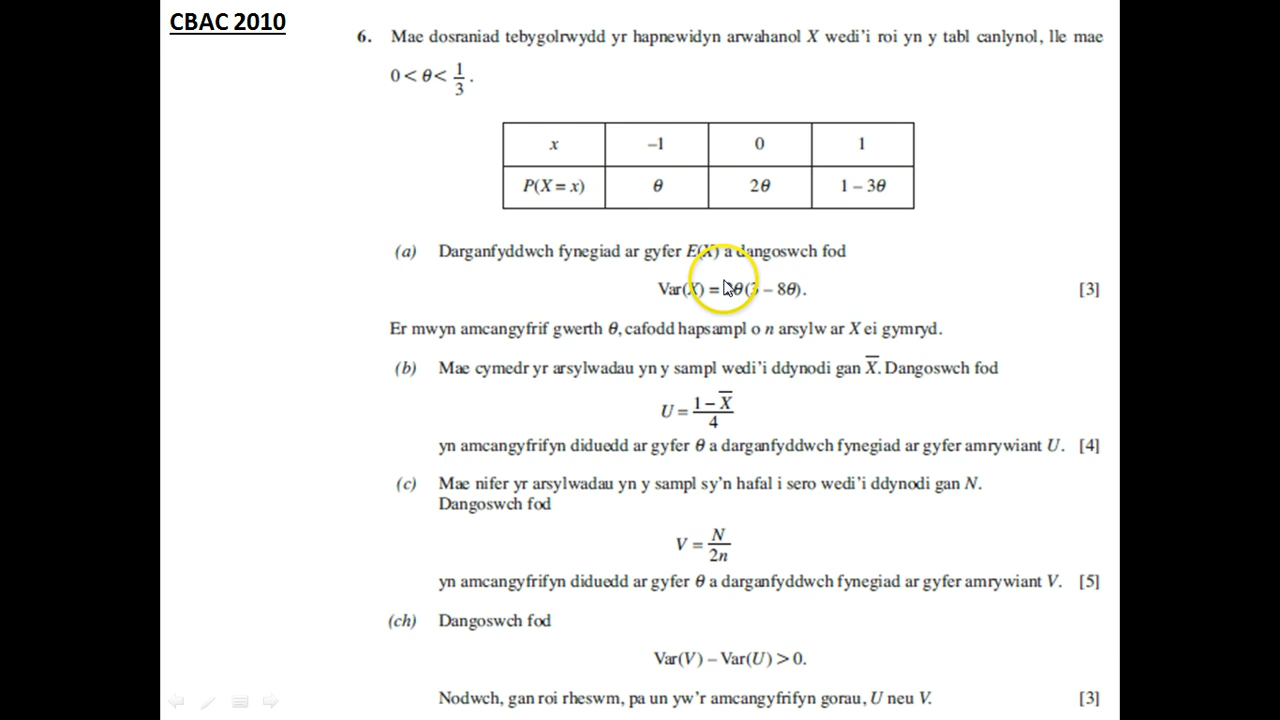 CBAC 2010
6. Mae dosraniad tebygolrwydd yr hapnewidyn arwahanol X wedi'i roi yn y tabl canlynol, lle mae
0 < θ < 1/3 .
x –1 0 1
P(X = x) θ 2θ 1 – 3θ
(a) Darganfyddwch fynegiad ar gyfer E(X) a dangoswch fod
Var(X) = θ(3 – 8θ). [3]
Er mwyn amcangyfrif gwerth θ, cafodd hapsampl o n arsylw ar X ei gymryd.
(b) Mae cymedr yr arsylwadau yn y sampl wedi'i ddynodi gan X̅. Dangoswch fod
U = (1 – X̅)/4
yn amcangyfrifyn diduedd ar gyfer θ a darganfyddwch fynegiad ar gyfer amrywiant U. [4]
(c) Mae nifer yr arsylwadau yn y sampl sy'n hafal i sero wedi'i ddynodi gan N.
Dangoswch fod
V = N/2n
yn amcangyfrifyn diduedd ar gyfer θ a darganfyddwch fynegiad ar gyfer amrywiant V. [5]
(ch) Dangoswch fod
Var(V) – Var(U) > 0.
Nodwch, gan roi rheswm, pa un yw'r amcangyfrifyn gorau, U neu V. [3]